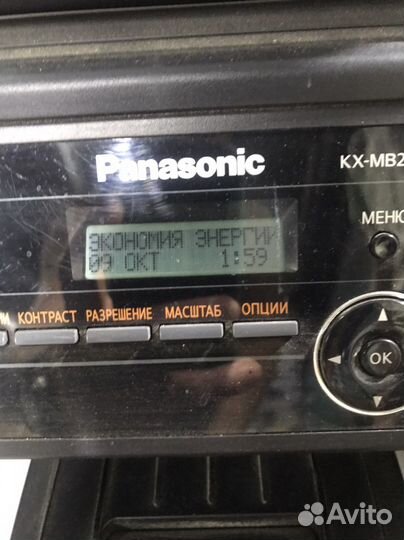 Panasonic
KX-MB2
МЕНЮ
ЭКОНОМИЯ ЭНЕРГИИ
09 ОКТ 1:59
КОНТРАСТ РАЗРЕШЕНИЕ МАСШТАБ ОПЦИИ
OK
Avito